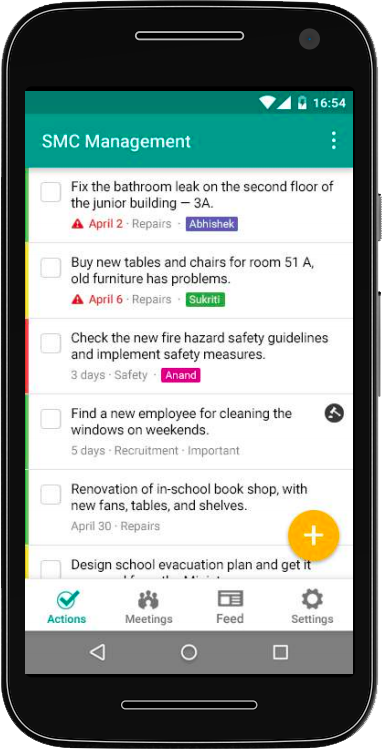 16:54
SMC Management
Fix the bathroom leak on the second floor of
the junior building — 3A.
April 2 · Repairs · Abhishek
Buy new tables and chairs for room 51 A,
old furniture has problems.
April 6 · Repairs · Sukriti
Check the new fire hazard safety guidelines
and implement safety measures.
3 days · Safety · Anand
Find a new employee for cleaning the
windows on weekends.
5 days · Recruitment · Important
Renovation of in-school book shop, with
new fans, tables, and shelves.
April 30 · Repairs
Design school evacuation plan and get it
Actions Meetings Feed Settings